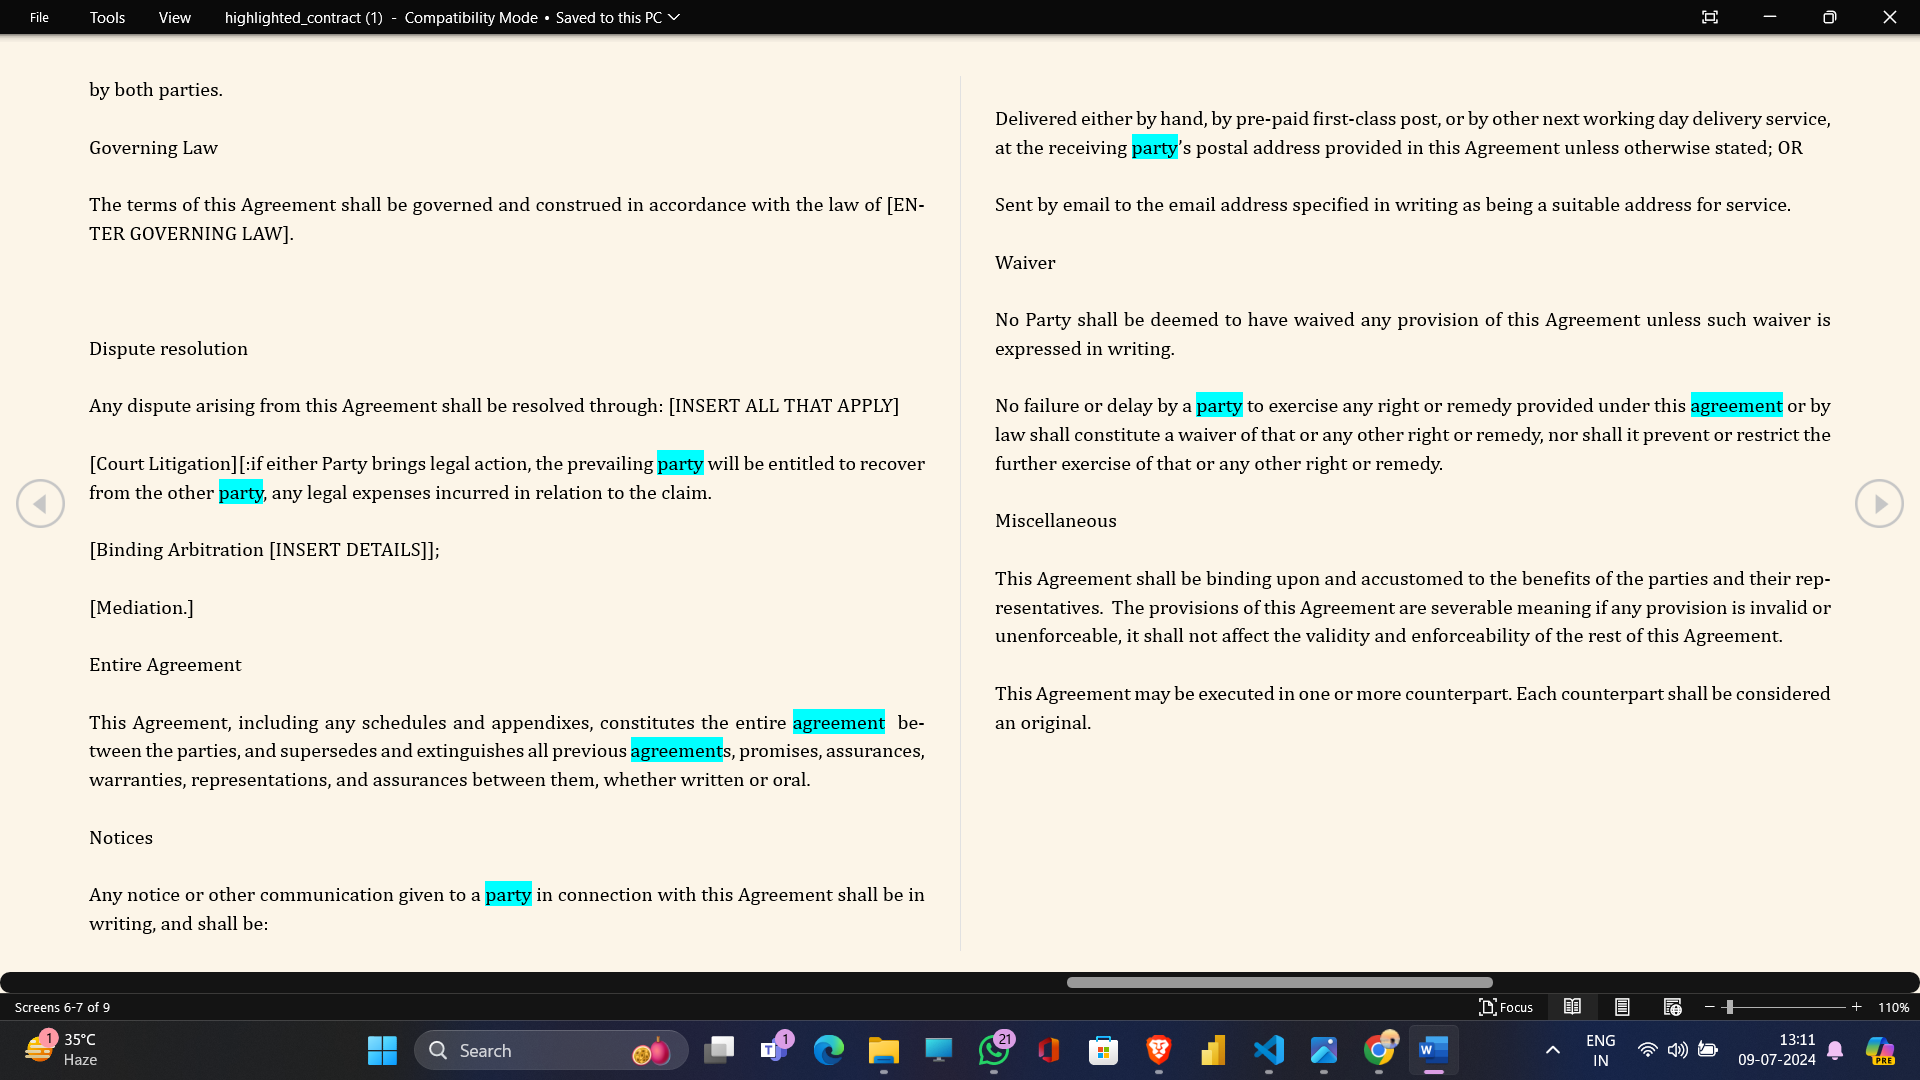 File Tools View highlighted_contract (1) - Compatibility Mode • Saved to this PC
by both parties.
Governing Law
The terms of this Agreement shall be governed and construed in accordance with the law of [EN-
TER GOVERNING LAW].
Dispute resolution
Any dispute arising from this Agreement shall be resolved through: [INSERT ALL THAT APPLY]
[Court Litigation][:if either Party brings legal action, the prevailing party will be entitled to recover
from the other party, any legal expenses incurred in relation to the claim.
[Binding Arbitration [INSERT DETAILS]];
[Mediation.]
Entire Agreement
This Agreement, including any schedules and appendixes, constitutes the entire agreement  be-
tween the parties, and supersedes and extinguishes all previous agreements, promises, assurances,
warranties, representations, and assurances between them, whether written or oral.
Notices
Any notice or other communication given to a party in connection with this Agreement shall be in
writing, and shall be:
Delivered either by hand, by pre-paid first-class post, or by other next working day delivery service,
at the receiving party’s postal address provided in this Agreement unless otherwise stated; OR
Sent by email to the email address specified in writing as being a suitable address for service.
Waiver
No Party shall be deemed to have waived any provision of this Agreement unless such waiver is
expressed in writing.
No failure or delay by a party to exercise any right or remedy provided under this agreement or by
law shall constitute a waiver of that or any other right or remedy, nor shall it prevent or restrict the
further exercise of that or any other right or remedy.
Miscellaneous
This Agreement shall be binding upon and accustomed to the benefits of the parties and their rep-
resentatives.  The provisions of this Agreement are severable meaning if any provision is invalid or
unenforceable, it shall not affect the validity and enforceability of the rest of this Agreement.
This Agreement may be executed in one or more counterpart. Each counterpart shall be considered
an original.
Screens 6-7 of 9
Focus
110%
1
35°C
Haze
Search
T
1
21
W
ENG
IN
13:11
09-07-2024
PRE